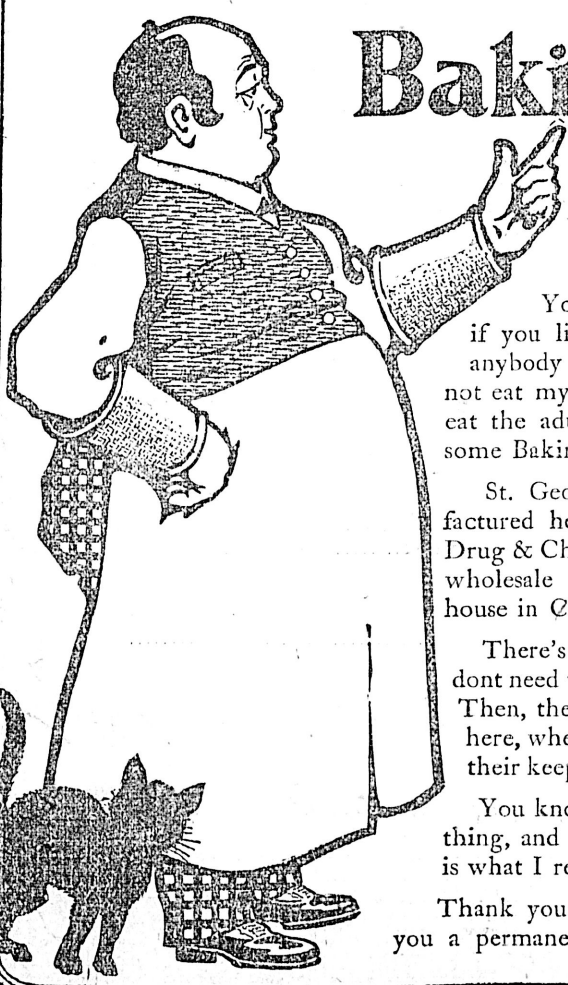 Baki
Yo
if you li
anybody
not eat my
eat the ad
some Bakin
St. Geo
factured he
Drug & Ch
wholesale
house in C
There's
dont need
Then, the
here, whe
their keep
You kno
thing, and
is what I re
Thank you
you a permane